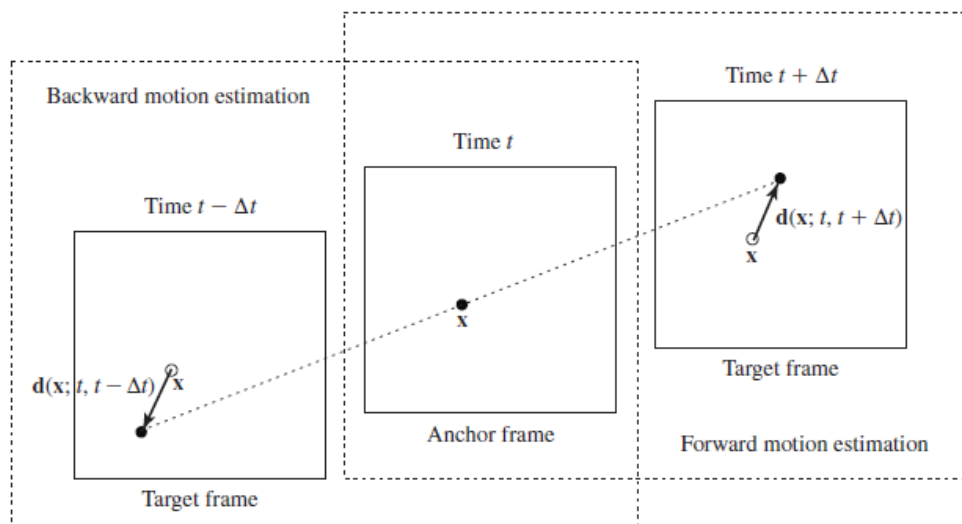 Time t + Δt
Backward motion estimation
Time t
Time t − Δt
d(x; t, t + Δt)
x
x
Target frame
d(x; t, t − Δt)
x
Anchor frame
Forward motion estimation
Target frame